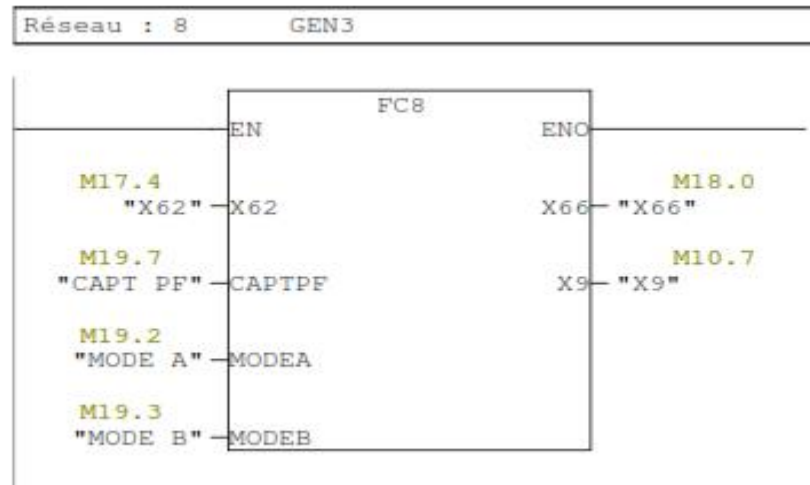 Réseau : 8 GEN3
FC8
EN ENO
M17.4 M18.0
"X62" X62 X66 "X66"
M19.7 M10.7
"CAPT PF" CAPTPF X9 "X9"
M19.2
"MODE A" MODEA
M19.3
"MODE B" MODEB